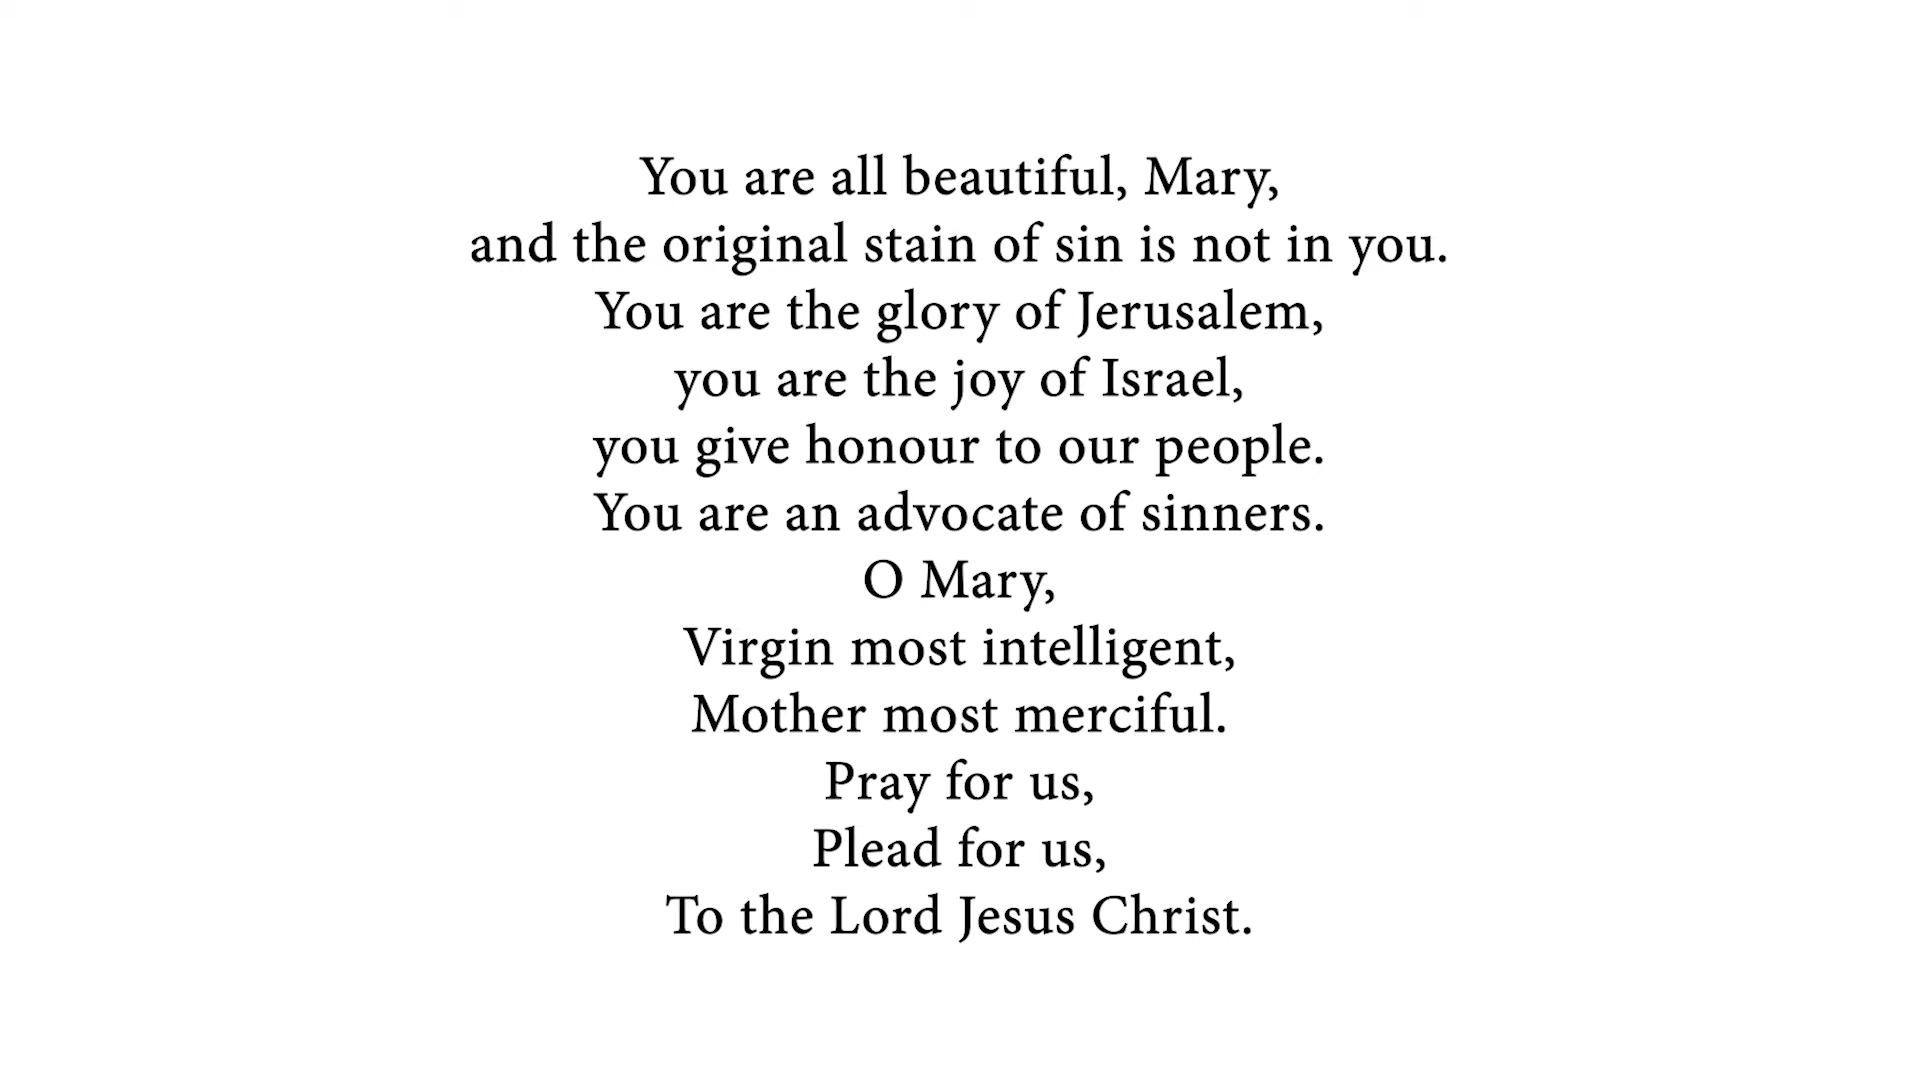 You are all beautiful, Mary,
and the original stain of sin is not in you.
You are the glory of Jerusalem,
you are the joy of Israel,
you give honour to our people.
You are an advocate of sinners.
O Mary,
Virgin most intelligent,
Mother most merciful.
Pray for us,
Plead for us,
To the Lord Jesus Christ.